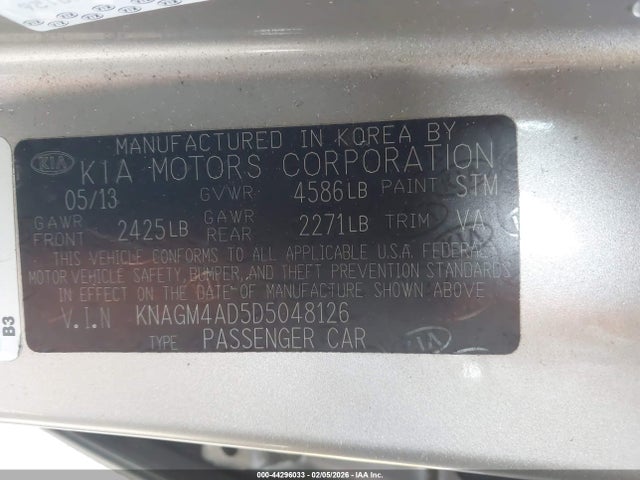 MANUFACTURED IN KOREA BY
KIA KIA MOTORS CORPORATION
05/13 GVWR 4586LB PAINT STM
GAWR FRONT 2425LB GAWR REAR 2271LB TRIM VA
THIS VEHICLE CONFORMS TO ALL APPLICABLE U.S.A. FEDERAL
MOTOR VEHICLE SAFETY, BUMPER, AND THEFT PREVENTION STANDARDS
IN EFFECT ON THE DATE OF MANUFACTURE SHOWN ABOVE
V.I.N KNAGM4AD5D5048126
TYPE PASSENGER CAR
KIA
B3
000-44296033 - 02/05/2026 - IAA Inc.